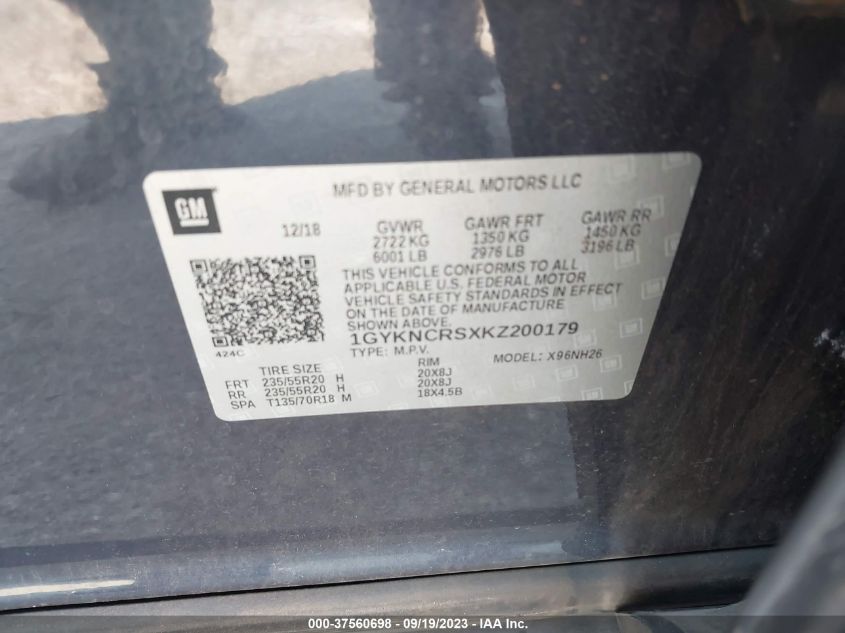 MFD BY GENERAL MOTORS LLC
GM
12/18
GVWR GAWR FRT GAWR RR
2722 KG 1350 KG 1450 KG
6001 LB 2976 LB 3196 LB
THIS VEHICLE CONFORMS TO ALL
APPLICABLE U.S. FEDERAL MOTOR
VEHICLE SAFETY STANDARDS IN EFFECT
ON THE DATE OF MANUFACTURE
SHOWN ABOVE.
1GYKNCRSXKZ200179
424C
TYPE: M.P.V. MODEL: X96NH26
TIRE SIZE RIM
FRT 235/55R20 H 20X8J
RR 235/55R20 H 20X8J
SPA T135/70R18 M 18X4.5B
000-37560698 - 09/19/2023 - © IAA Holdings, LLC